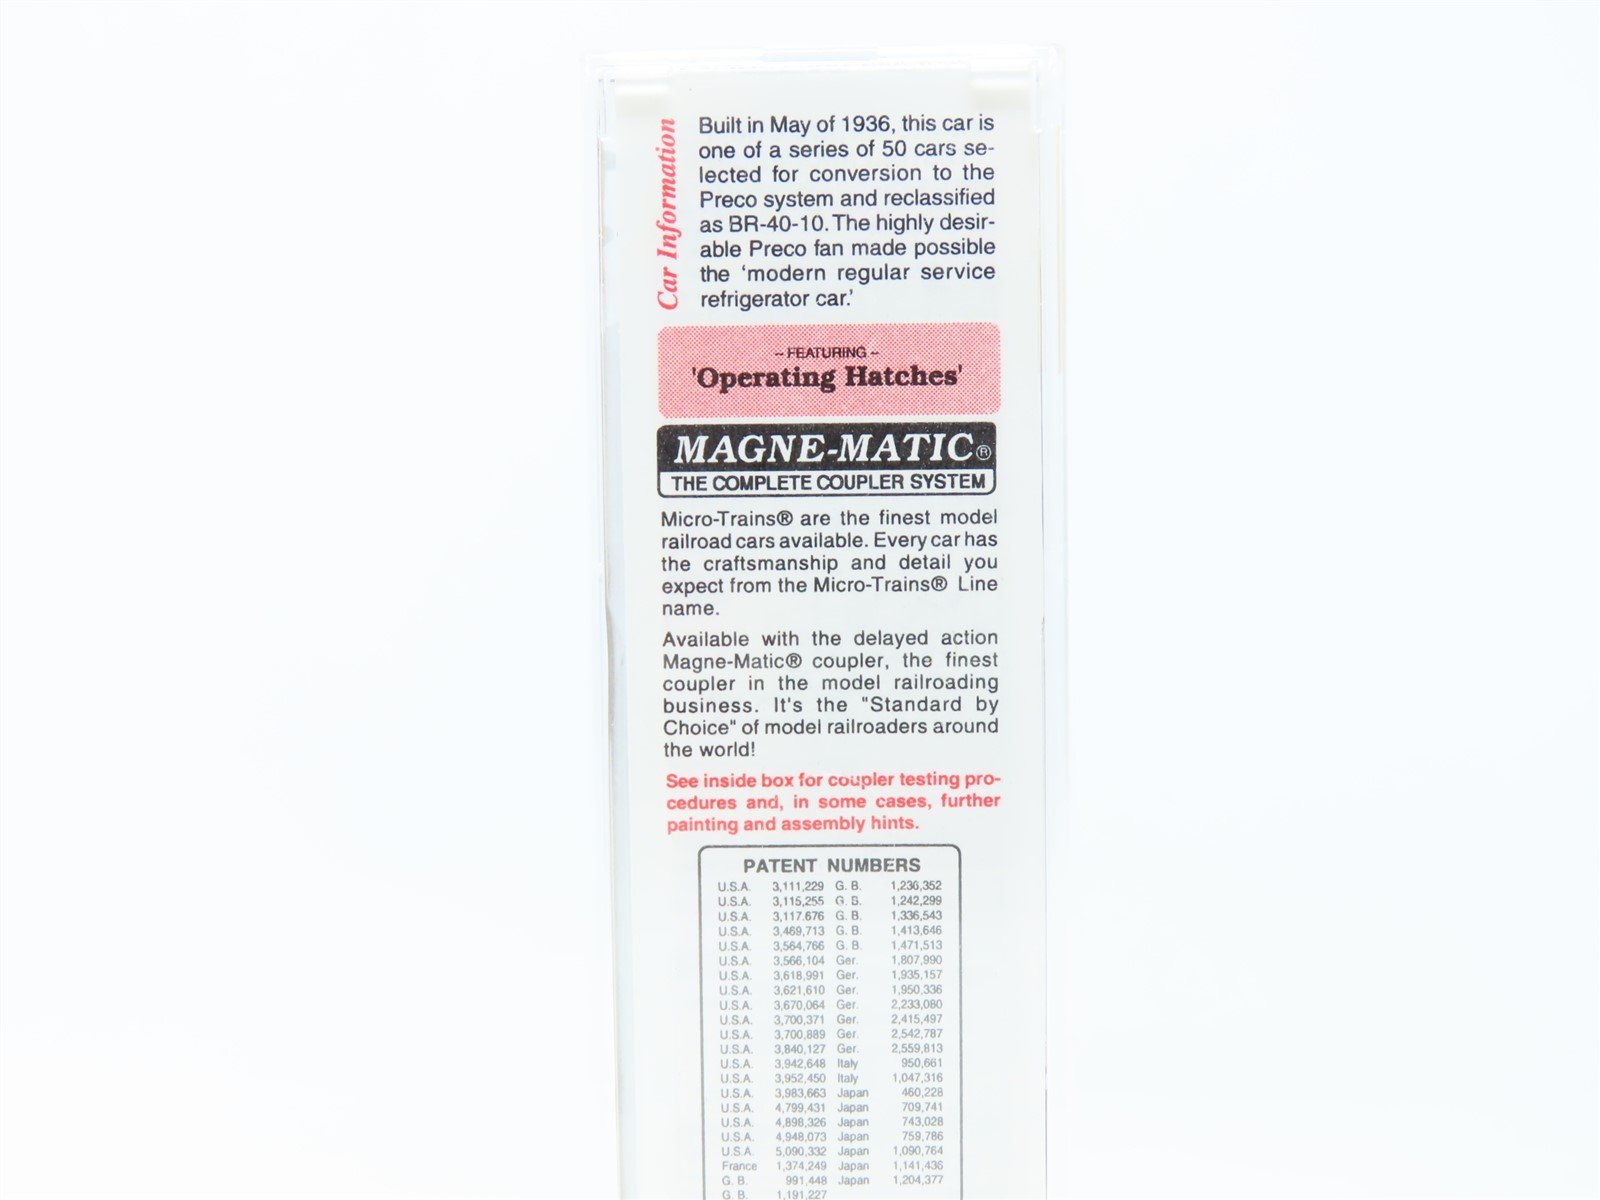 Car Information
Built in May of 1936, this car is
one of a series of 50 cars se-
lected for conversion to the
Preco system and reclassified
as BR-40-10. The highly desir-
able Preco fan made possible
the 'modern regular service
refrigerator car.'
-- FEATURING --
'Operating Hatches'
MAGNE-MATIC®
THE COMPLETE COUPLER SYSTEM
Micro-Trains® are the finest model
railroad cars available. Every car has
the craftsmanship and detail you
expect from the Micro-Trains® Line
name.
Available with the delayed action
Magne-Matic® coupler, the finest
coupler in the model railroading
business. It's the "Standard by
Choice" of model railroaders around
the world!
See inside box for coupler testing pro-
cedures and, in some cases, further
painting and assembly hints.
PATENT NUMBERS
U.S.A. 3,111,229 G. B. 1,236,352
U.S.A. 3,115,255 G. B. 1,242,299
U.S.A. 3,117.676 G. B. 1,336,543
U.S.A. 3,469,713 G. B. 1,413,646
U.S.A. 3,564,766 G. B. 1,471,513
U.S.A. 3,566,104 Ger. 1,807,990
U.S.A. 3,618,991 Ger. 1,935,157
U.S.A. 3,621,610 Ger. 1,950,336
U.S.A. 3,670,064 Ger. 2,233,080
U.S.A. 3,700,371 Ger. 2,415,497
U.S.A. 3,700,889 Ger. 2,542,787
U.S.A. 3,840,127 Ger. 2,559,813
U.S.A. 3,942,648 Italy 950,661
U.S.A. 3,952,450 Italy 1,047,316
U.S.A. 3,983,663 Japan 460,228
U.S.A. 4,799,431 Japan 709,741
U.S.A. 4,898,326 Japan 743,028
U.S.A. 4,948,073 Japan 759,786
U.S.A. 5,090,332 Japan 1,090,764
France 1,374,249 Japan 1,141,436
G. B. 991,448 Japan 1,204,377
G. B. 1,191,227